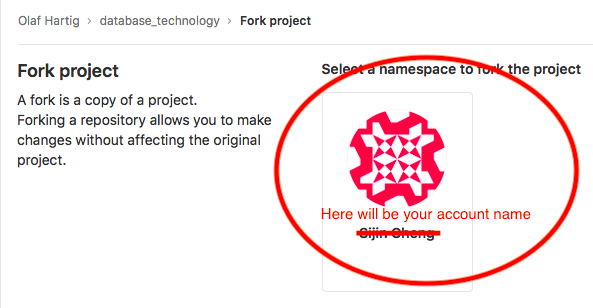 Olaf Hartig > database_technology > Fork project
Fork project
Select a namespace to fork the project
A fork is a copy of a project.
Forking a repository allows you to make
changes without affecting the original
project.
Here will be your account name
Sijin Cheng